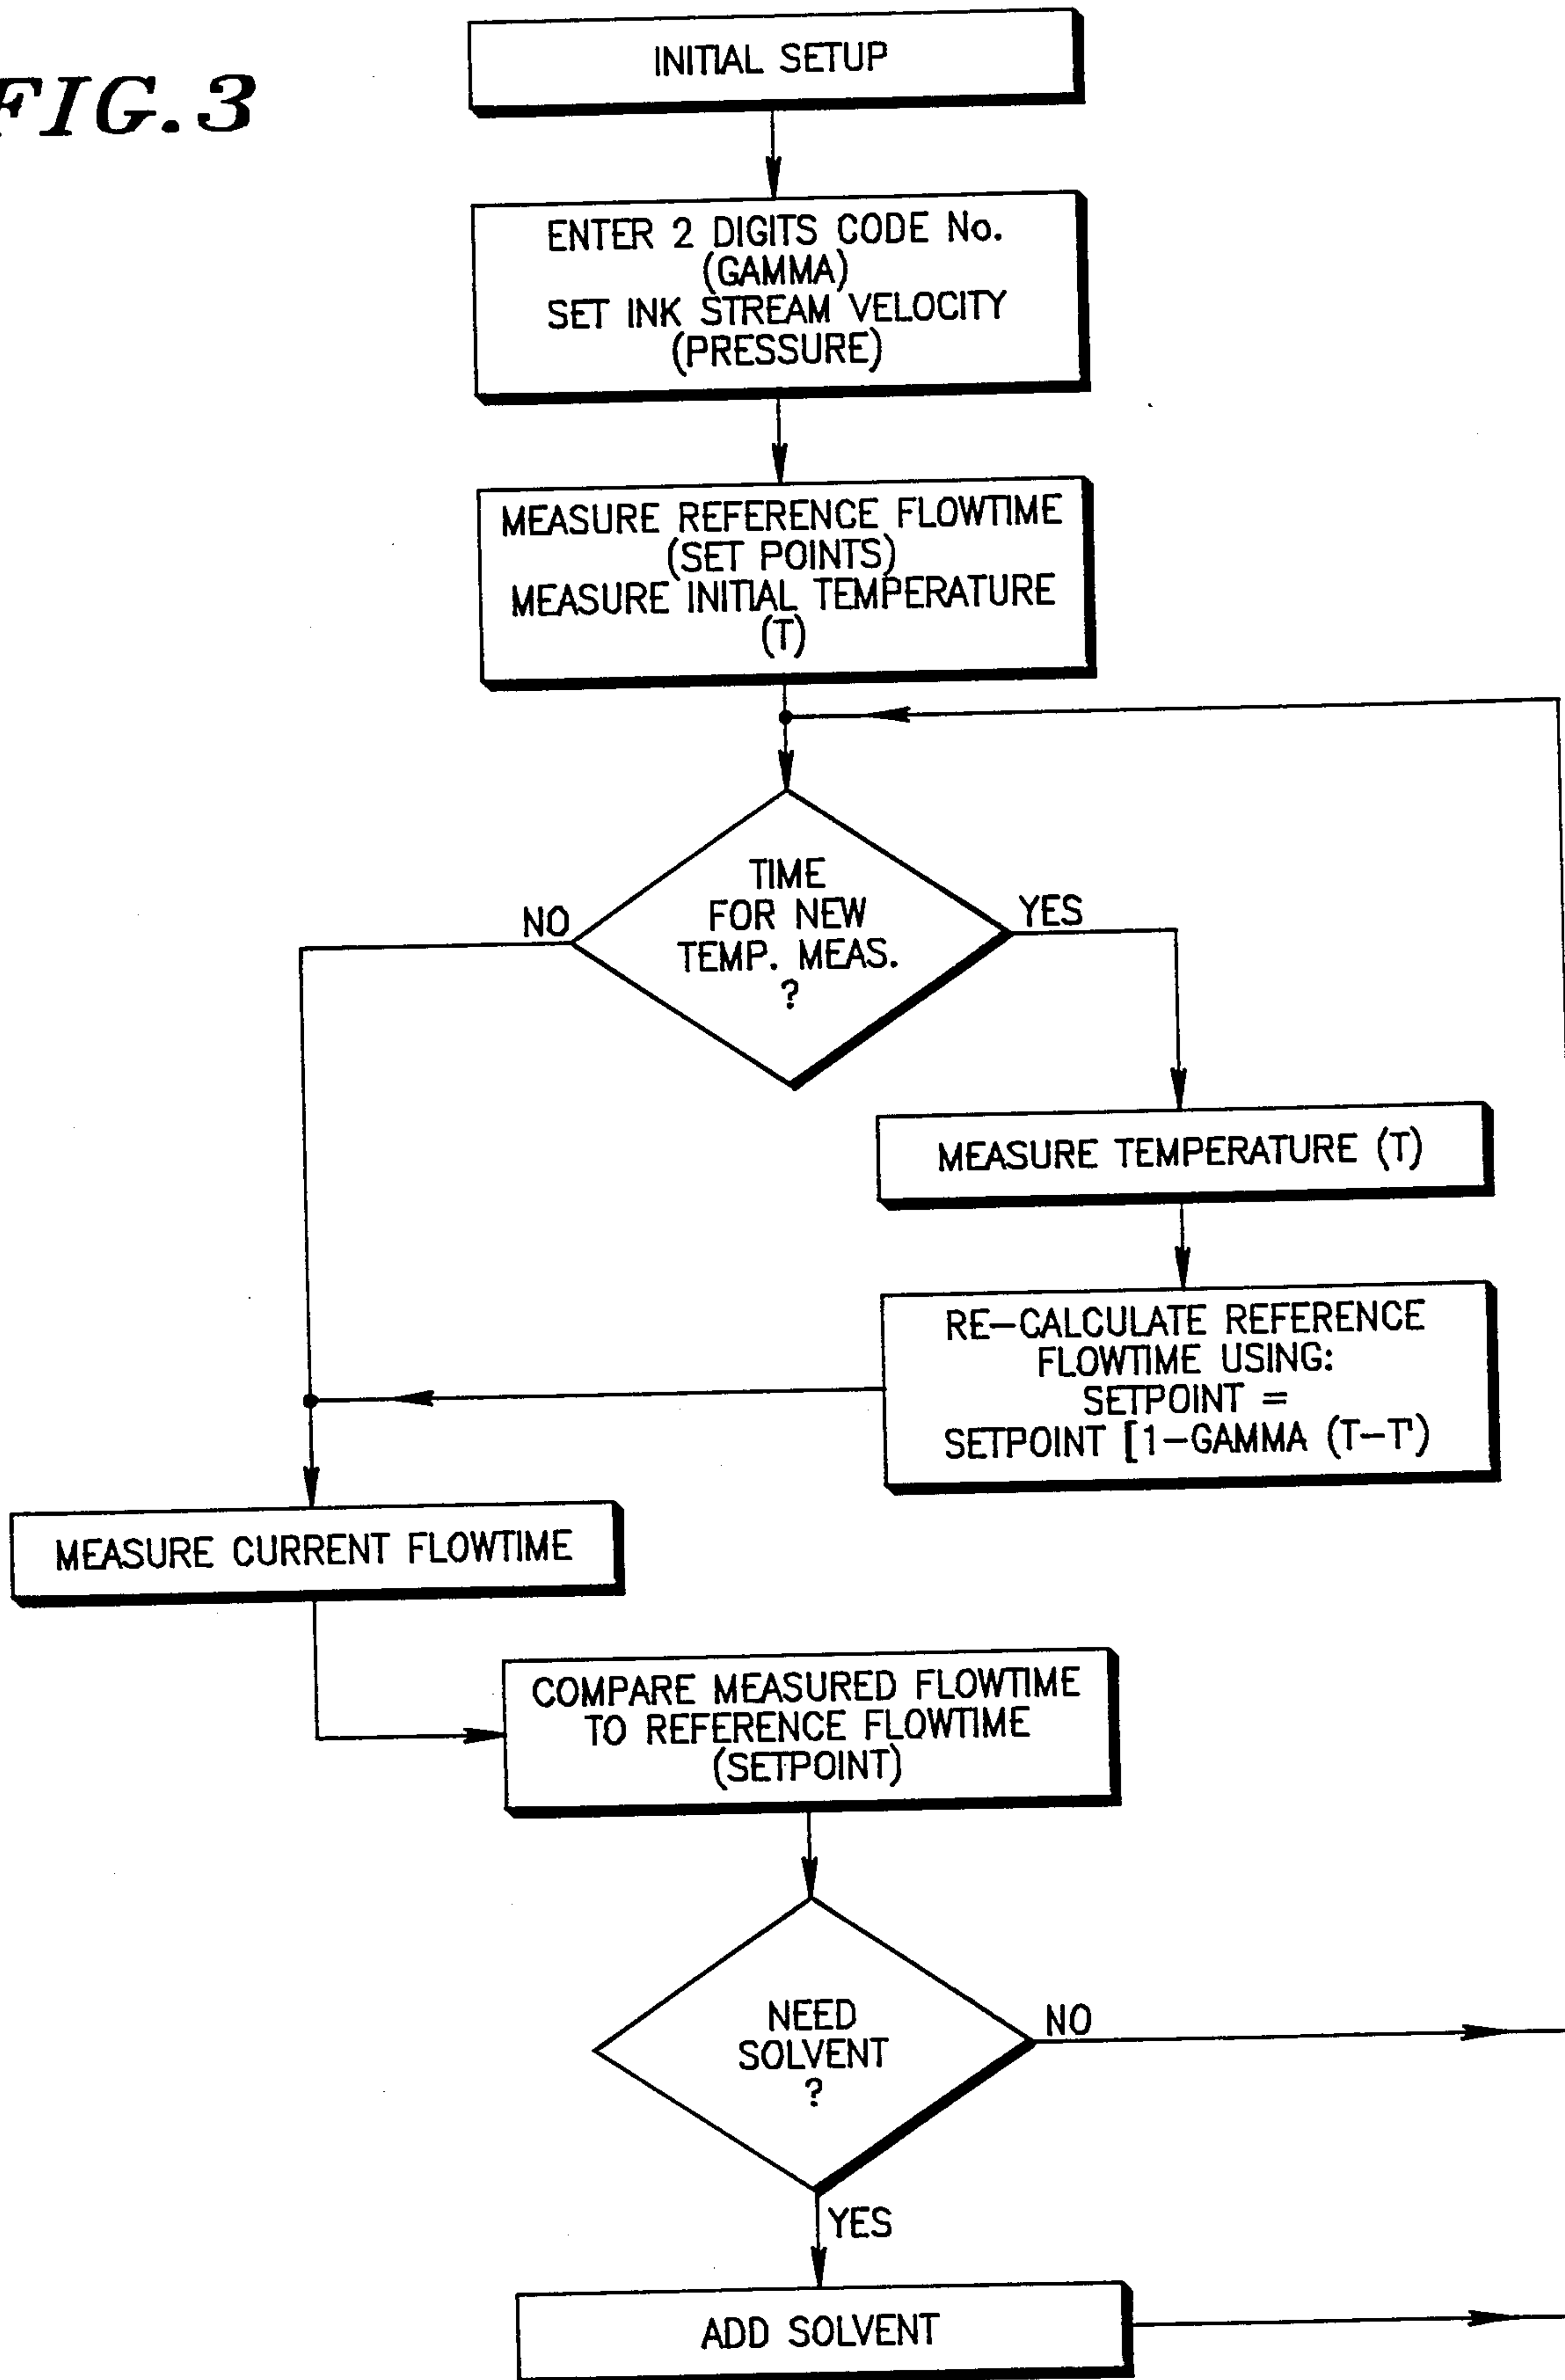 FIG.3
INITIAL SETUP
ENTER 2 DIGITS CODE No.
(GAMMA)
SET INK STREAM VELOCITY
(PRESSURE)
MEASURE REFERENCE FLOWTIME
(SET POINTS)
MEASURE INITIAL TEMPERATURE
(T)
TIME
FOR NEW
TEMP. MEAS.
?
NO
YES
MEASURE TEMPERATURE (T)
RE-CALCULATE REFERENCE
FLOWTIME USING:
SETPOINT =
SETPOINT [1-GAMMA (T-T')
MEASURE CURRENT FLOWTIME
COMPARE MEASURED FLOWTIME
TO REFERENCE FLOWTIME
(SETPOINT)
NEED
SOLVENT
?
NO
YES
ADD SOLVENT